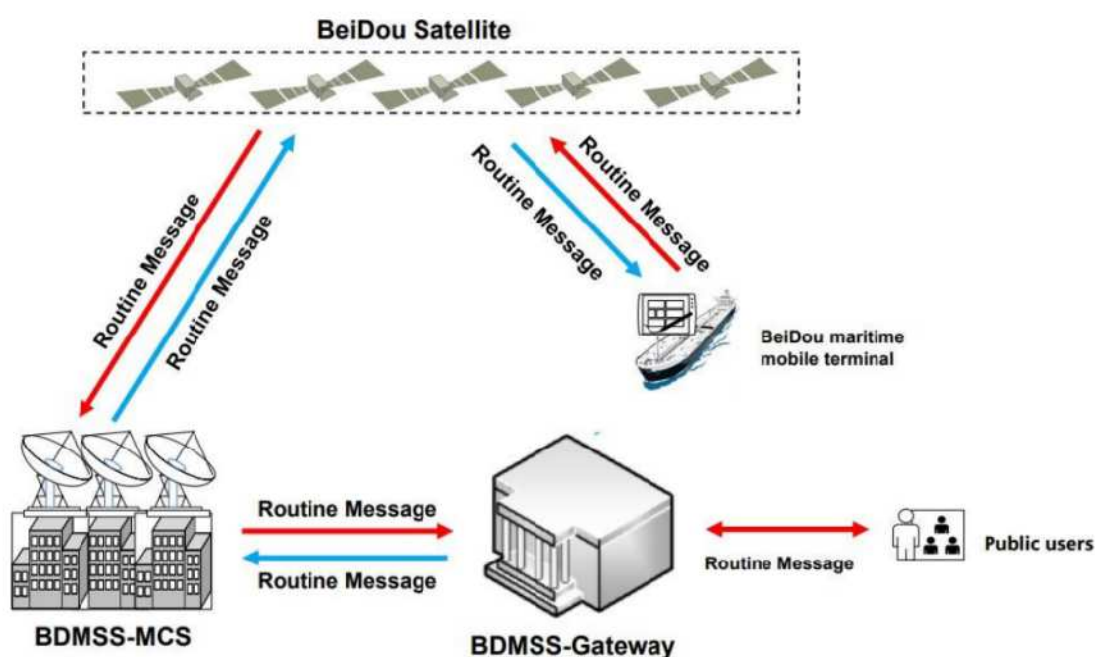 BeiDou Satellite
Routine Message
Routine Message
Routine Message
Routine Message
BeiDou maritime
mobile terminal
Routine Message
Routine Message
Routine Message
Public users
BDMSS-MCS
BDMSS-Gateway